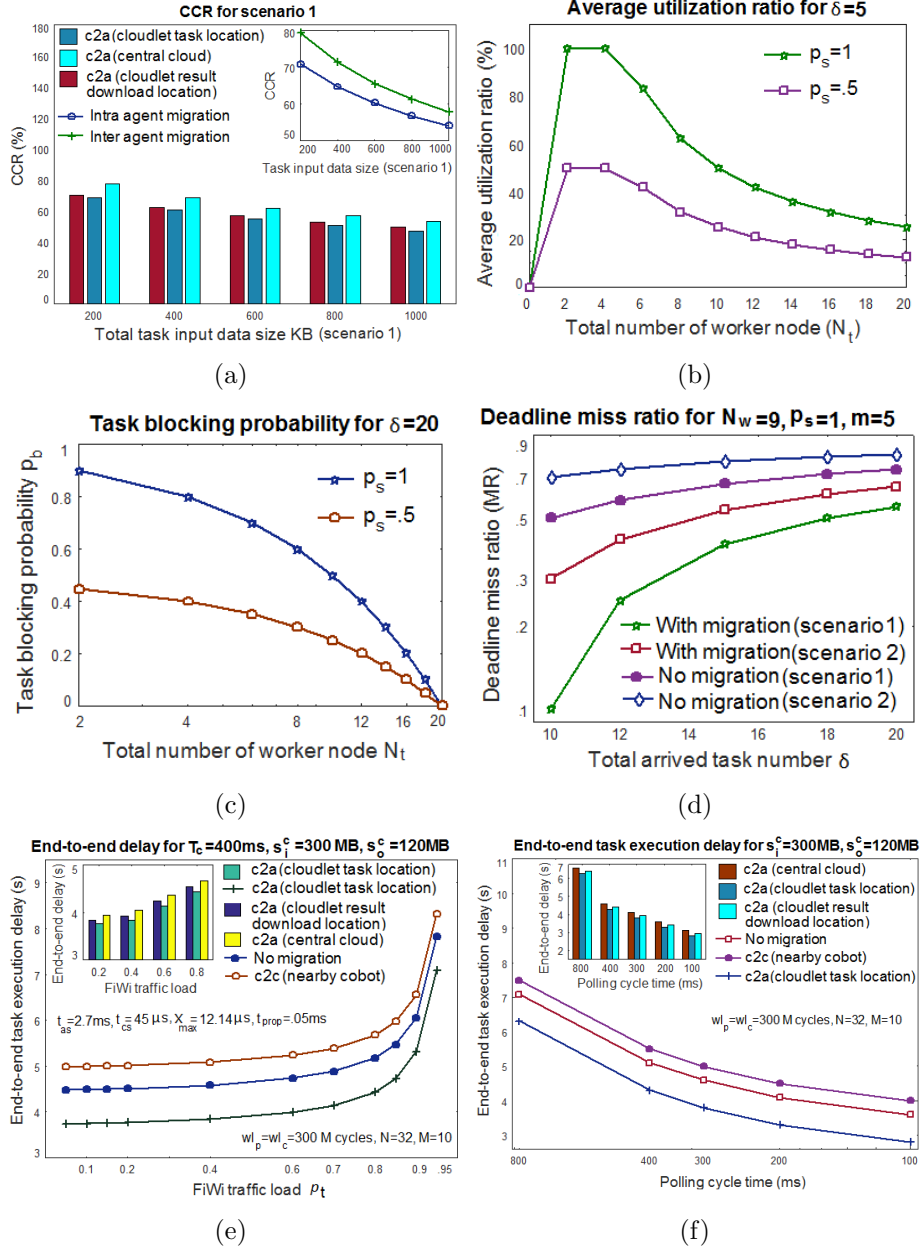 CCR for scenario 1
180
160
140
120
100
80
60
40
20
0
CCR (%)
c2a(cloudlet task location)
c2a (central cloud)
c2a (cloudlet result
download location)
Intra agent migration
Inter agent migration
80
70
60
50
CCR
200 400 600 800 1000
Task input data size (scenario 1)
200 400 600 800 1000
Total task input data size KB (scenario 1)
(a)
Average utilization ratio for δ=5
100
80
60
40
20
0
Average utilization ratio (%)
p_s=1
p_s=.5
0 2 4 6 8 10 12 14 16 18 20
Total number of worker node (N_t)
(b)
Task blocking probability for δ=20
1
0.8
0.6
0.4
0.2
0
Task blocking probability p_b
p_s=1
p_s=.5
2 4 8 12 16 20
Total number of worker node N_t
(c)
Deadline miss ratio for N_w=9, p_s=1, m=5
.9
.7
.5
.3
.2
.1
Deadline miss ratio (MR)
With migration (scenario 1)
With migration (scenario 2)
No migration (scenario 1)
No migration (scenario 2)
10 12 14 16 18 20
Total arrived task number δ
(d)
End-to-end delay for T_c=400ms, s_i^c=300 MB, s_o^c=120MB
9
8
7
6
5
4
3
End-to-end task execution delay (s)
End-to-end delay (s)
4
3
0.2 0.4 0.6 0.8
FiWi traffic load
c2a (cloudlet task location)
c2a (cloudlet task location)
c2a (cloudlet result
download location)
c2a (central cloud)
No migration
c2c (nearby cobot)
t_as=2.7ms, t_cs=45 μs, X_max=12.14μs, t_prop=.05ms
wl_p=wl_c=300 M cycles, N=32, M=10
0.1 0.2 0.4 0.6 0.7 0.8 0.9 .95
FiWi traffic load p_t
(e)
End-to-end task execution delay for s_i^c=300MB, s_o^c=120MB
11
10
9
8
7
6
5
4
3
End-to-end task execution delay (s)
End-to-end delay (s)
7
6
5
4
3
2
800 400 300 200 100
Polling cycle time (ms)
c2a (central cloud)
c2a (cloudlet task location)
c2a (cloudlet result
download location)
No migration
c2c (nearby cobot)
c2a(cloudlet task location)
wl_p=wl_c=300 M cycles, N=32, M=10
800 400 300 200 100
Polling cycle time (ms)
(f)